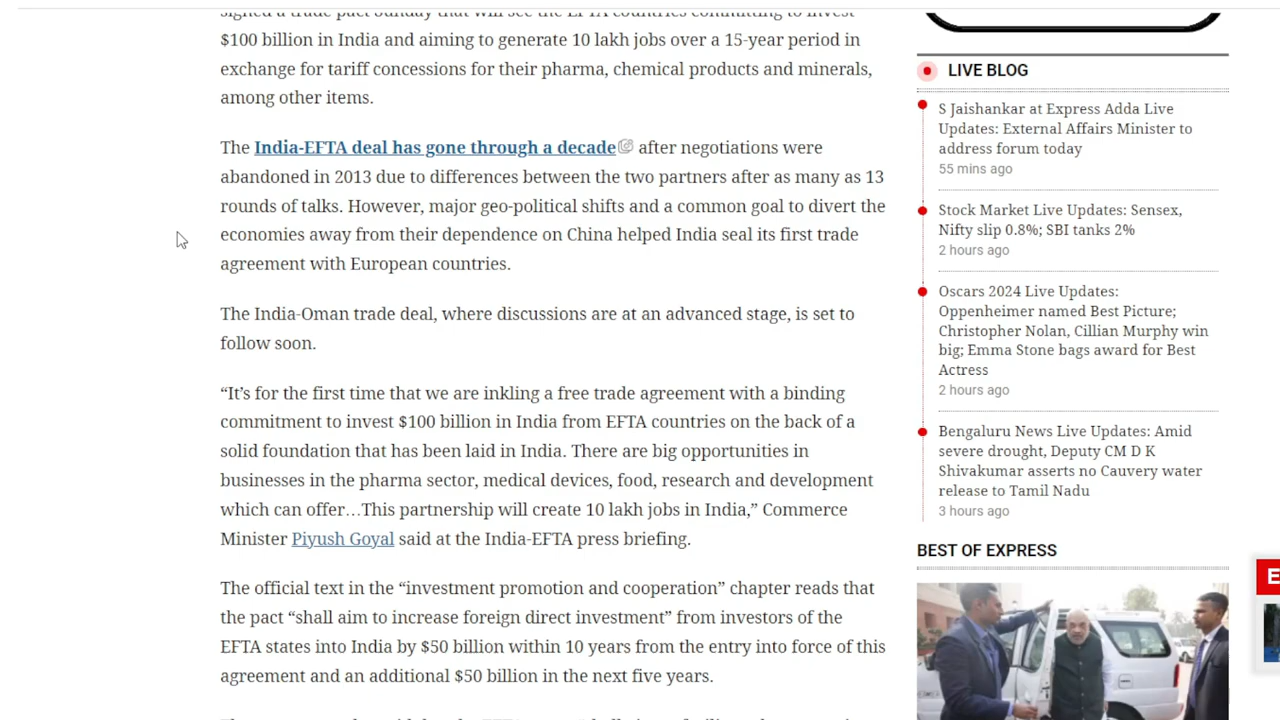 signed a trade pact Sunday that will see the EFTA countries committing to invest
$100 billion in India and aiming to generate 10 lakh jobs over a 15-year period in
exchange for tariff concessions for their pharma, chemical products and minerals,
among other items.
The India-EFTA deal has gone through a decade after negotiations were
abandoned in 2013 due to differences between the two partners after as many as 13
rounds of talks. However, major geo-political shifts and a common goal to divert the
economies away from their dependence on China helped India seal its first trade
agreement with European countries.
The India-Oman trade deal, where discussions are at an advanced stage, is set to
follow soon.
“It’s for the first time that we are inkling a free trade agreement with a binding
commitment to invest $100 billion in India from EFTA countries on the back of a
solid foundation that has been laid in India. There are big opportunities in
businesses in the pharma sector, medical devices, food, research and development
which can offer…This partnership will create 10 lakh jobs in India,” Commerce
Minister Piyush Goyal said at the India-EFTA press briefing.
The official text in the “investment promotion and cooperation” chapter reads that
the pact “shall aim to increase foreign direct investment” from investors of the
EFTA states into India by $50 billion within 10 years from the entry into force of this
agreement and an additional $50 billion in the next five years.
LIVE BLOG
S Jaishankar at Express Adda Live
Updates: External Affairs Minister to
address forum today
55 mins ago
Stock Market Live Updates: Sensex,
Nifty slip 0.8%; SBI tanks 2%
2 hours ago
Oscars 2024 Live Updates:
Oppenheimer named Best Picture;
Christopher Nolan, Cillian Murphy win
big; Emma Stone bags award for Best
Actress
2 hours ago
Bengaluru News Live Updates: Amid
severe drought, Deputy CM D K
Shivakumar asserts no Cauvery water
release to Tamil Nadu
3 hours ago
BEST OF EXPRESS
E